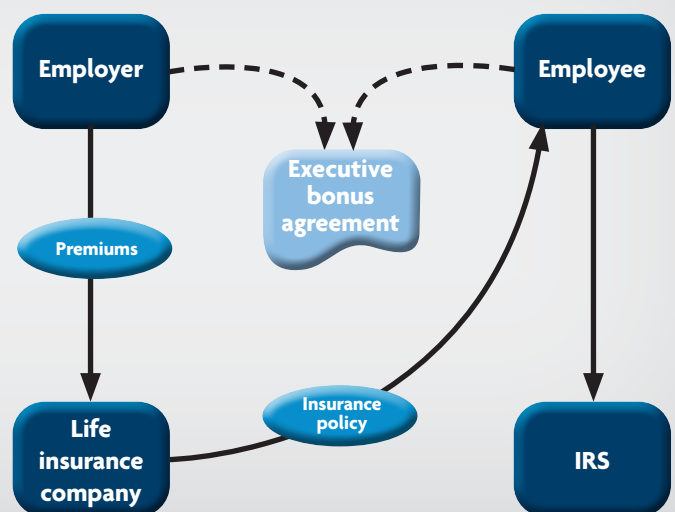 Employer
Employee
Executive
bonus
agreement
Premiums
Insurance
policy
Life
insurance
company
IRS